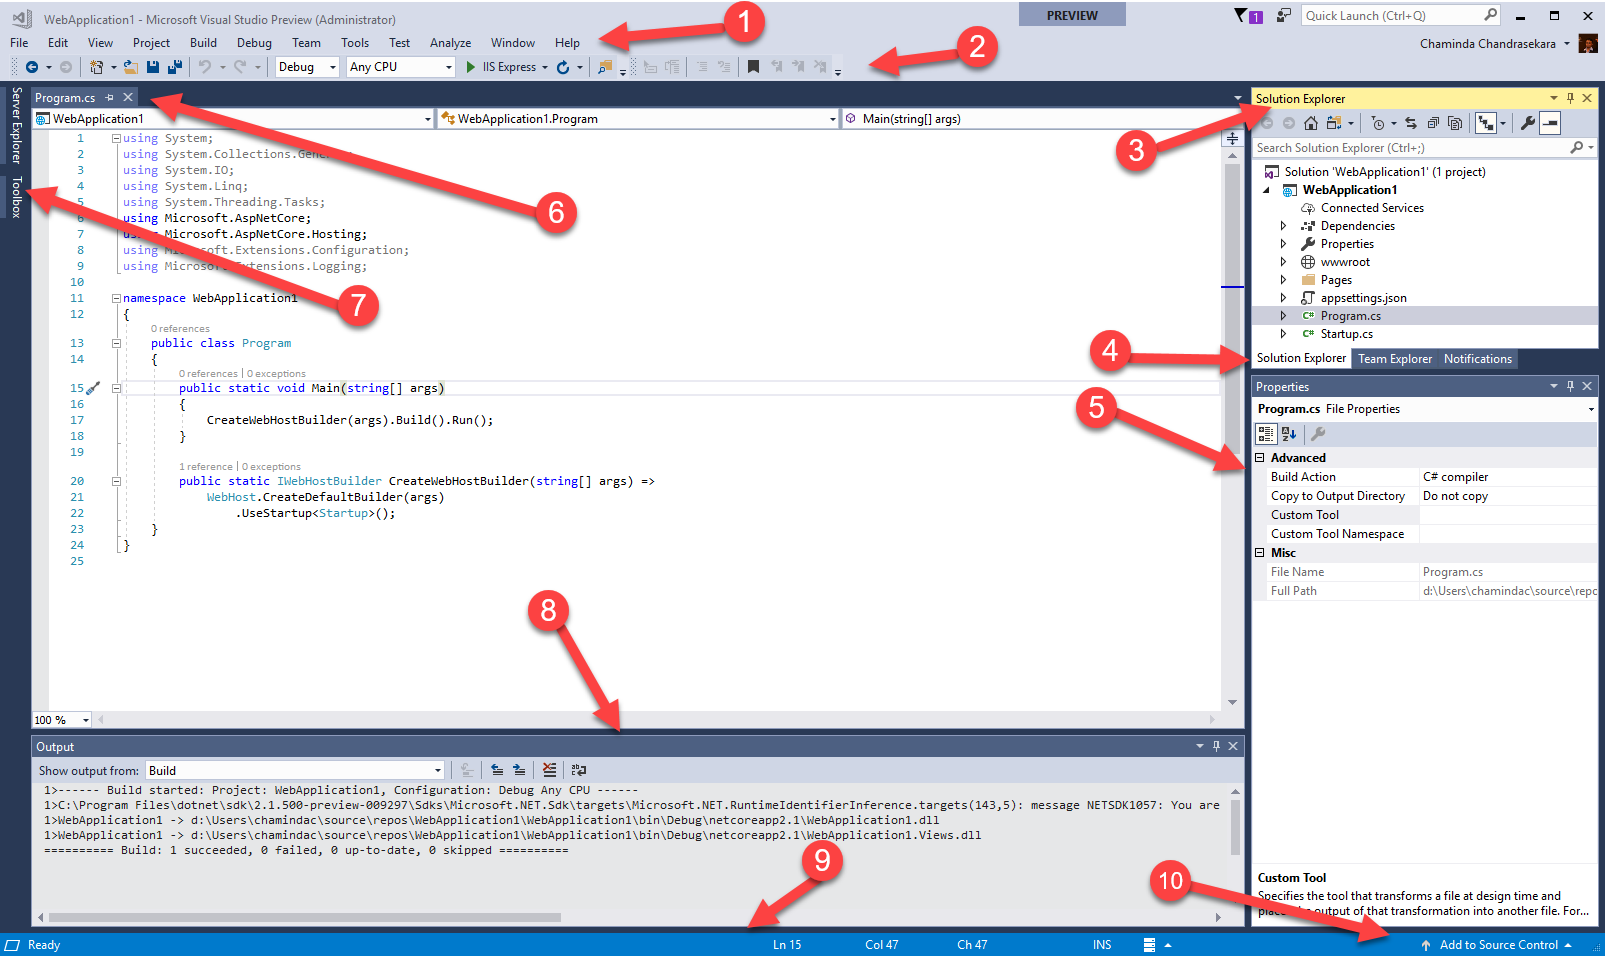 WebApplication1 - Microsoft Visual Studio Preview (Administrator)
PREVIEW
1
Quick Launch (Ctrl+Q)
File Edit View Project Build Debug Team Tools Test Analyze Window Help
1
Chaminda Chandrasekara
2
Debug Any CPU IIS Express
Server Explorer
Toolbox
Program.cs
WebApplication1 WebApplication1.Program Main(string[] args)
1 using System;
2 using System.Collections.
3 using System.IO;
4 using System.Linq;
5 using System.Threading.Tasks;
6 using Microsoft.AspNetCore;
7 Microsoft.AspNetCore.Hosting;
8 using Extensions.Configuration;
9 using Extensions.Logging;
10
11 namespace WebApplication1
12 {
0 references
13 public class Program
14 {
0 references | 0 exceptions
15 public static void Main(string[] args)
16 {
17 CreateWebHostBuilder(args).Build().Run();
18 }
19
1 reference | 0 exceptions
20 public static IWebHostBuilder CreateWebHostBuilder(string[] args) =>
21 WebHost.CreateDefaultBuilder(args)
22 .UseStartup<Startup>();
23 }
24 }
25
6
7
8
100 %
Solution Explorer
3
Search Solution Explorer (Ctrl+;)
Solution 'WebApplication1' (1 project)
WebApplication1
Connected Services
Dependencies
Properties
wwwroot
Pages
appsettings.json
C# Program.cs
C# Startup.cs
4
Solution Explorer Team Explorer Notifications
5
Properties
Program.cs File Properties
Advanced
Build Action C# compiler
Copy to Output Directory Do not copy
Custom Tool
Custom Tool Namespace
Misc
File Name Program.cs
Full Path d:\Users\chamindac\source\repc
Custom Tool
Specifies the tool that transforms a file at design time and
output of that transformation into another file. For...
Output
Show output from: Build
1>------ Build started: Project: WebApplication1, Configuration: Debug Any CPU ------
1>C:\Program Files\dotnet\sdk\2.1.500-preview-009297\Sdks\Microsoft.NET.Sdk\targets\Microsoft.NET.RuntimeIdentifierInference.targets(143,5): message NETSDK1057: You are
1>WebApplication1 -> d:\Users\chamindac\source\repos\WebApplication1\WebApplication1\bin\Debug\netcoreapp2.1\WebApplication1.dll
1>WebApplication1 -> d:\Users\chamindac\source\repos\WebApplication1\WebApplication1\bin\Debug\netcoreapp2.1\WebApplication1.Views.dll
========== Build: 1 succeeded, 0 failed, 0 up-to-date, 0 skipped ==========
9
10
Ready Ln 15 Col 47 Ch 47 INS Add to Source Control